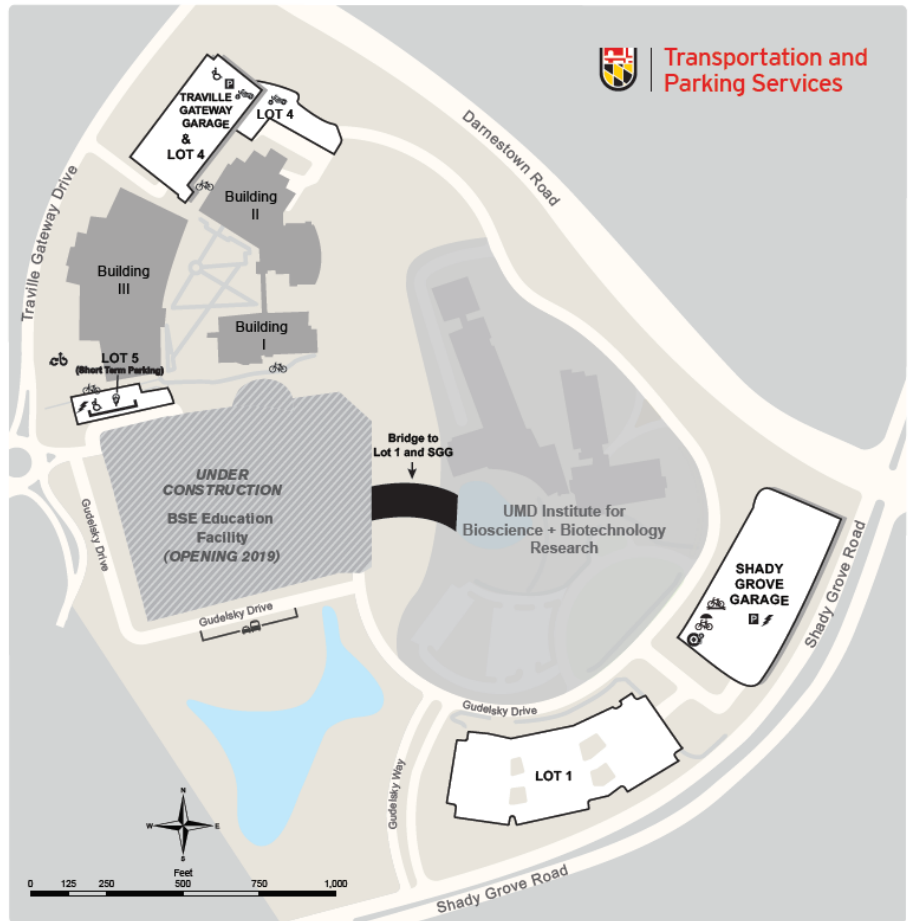 Transportation and
Parking Services
TRAVILLE
GATEWAY
GARAGE
&
LOT 4
P
LOT 4
Darnestown Road
Traville Gateway Drive
Building
II
Building
III
Building
I
LOT 5
(Short Term Parking)
Bridge to
Lot 1 and SGG
UNDER
CONSTRUCTION
BSE Education
Facility
(OPENING 2019)
UMD Institute for
Bioscience + Biotechnology
Research
Gudelsky Drive
Gudelsky Drive
SHADY
GROVE
GARAGE
P
Shady Grove Road
Gudelsky Drive
LOT 1
Gudelsky Way
Shady Grove Road
N
W
E
S
Feet
0 125 250 500 750 1,000